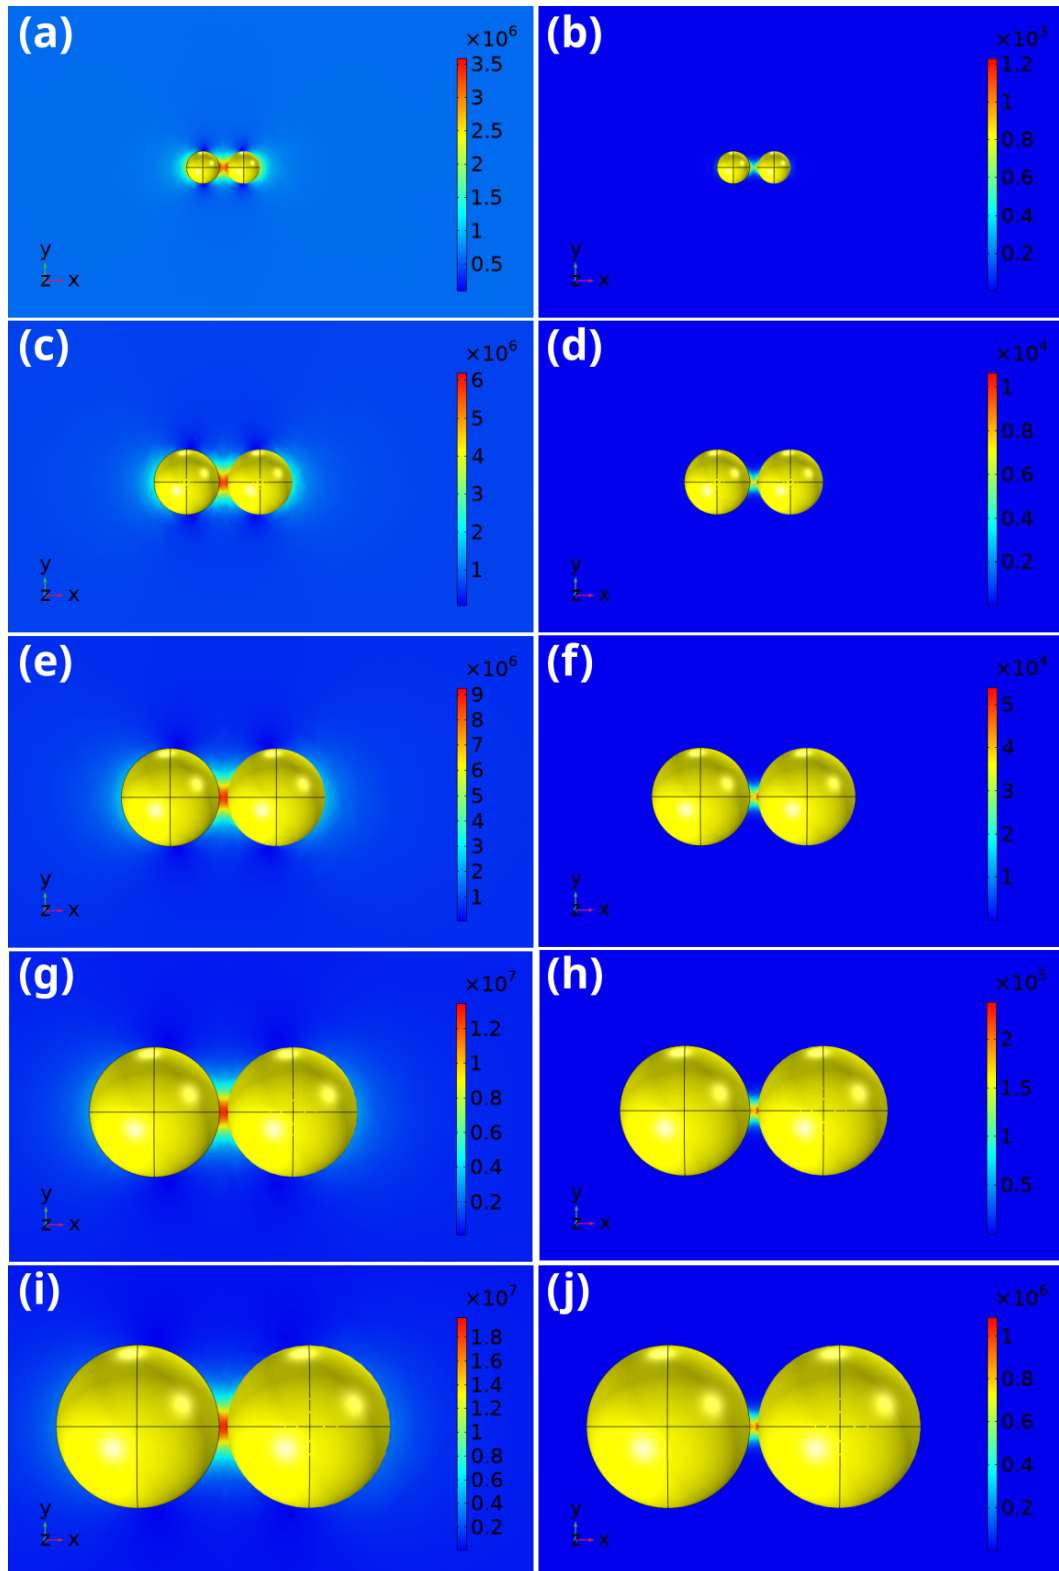 (a)
×10⁶
3.5
3
2.5
2
1.5
1
0.5
y
z x
(b)
×10³
1.2
1
0.8
0.6
0.4
0.2
y
z x
(c)
×10⁶
6
5
4
3
2
1
y
z x
(d)
×10⁴
1
0.8
0.6
0.4
0.2
y
z x
(e)
×10⁶
9
8
7
6
5
4
3
2
1
y
z x
(f)
×10⁴
5
4
3
2
1
y
z x
(g)
×10⁷
1.2
1
0.8
0.6
0.4
0.2
y
z x
(h)
×10⁵
2
1.5
1
0.5
y
z x
(i)
×10⁷
1.8
1.6
1.4
1.2
1
0.8
0.6
0.4
0.2
y
z x
(j)
×10⁶
1
0.8
0.6
0.4
0.2
y
z x